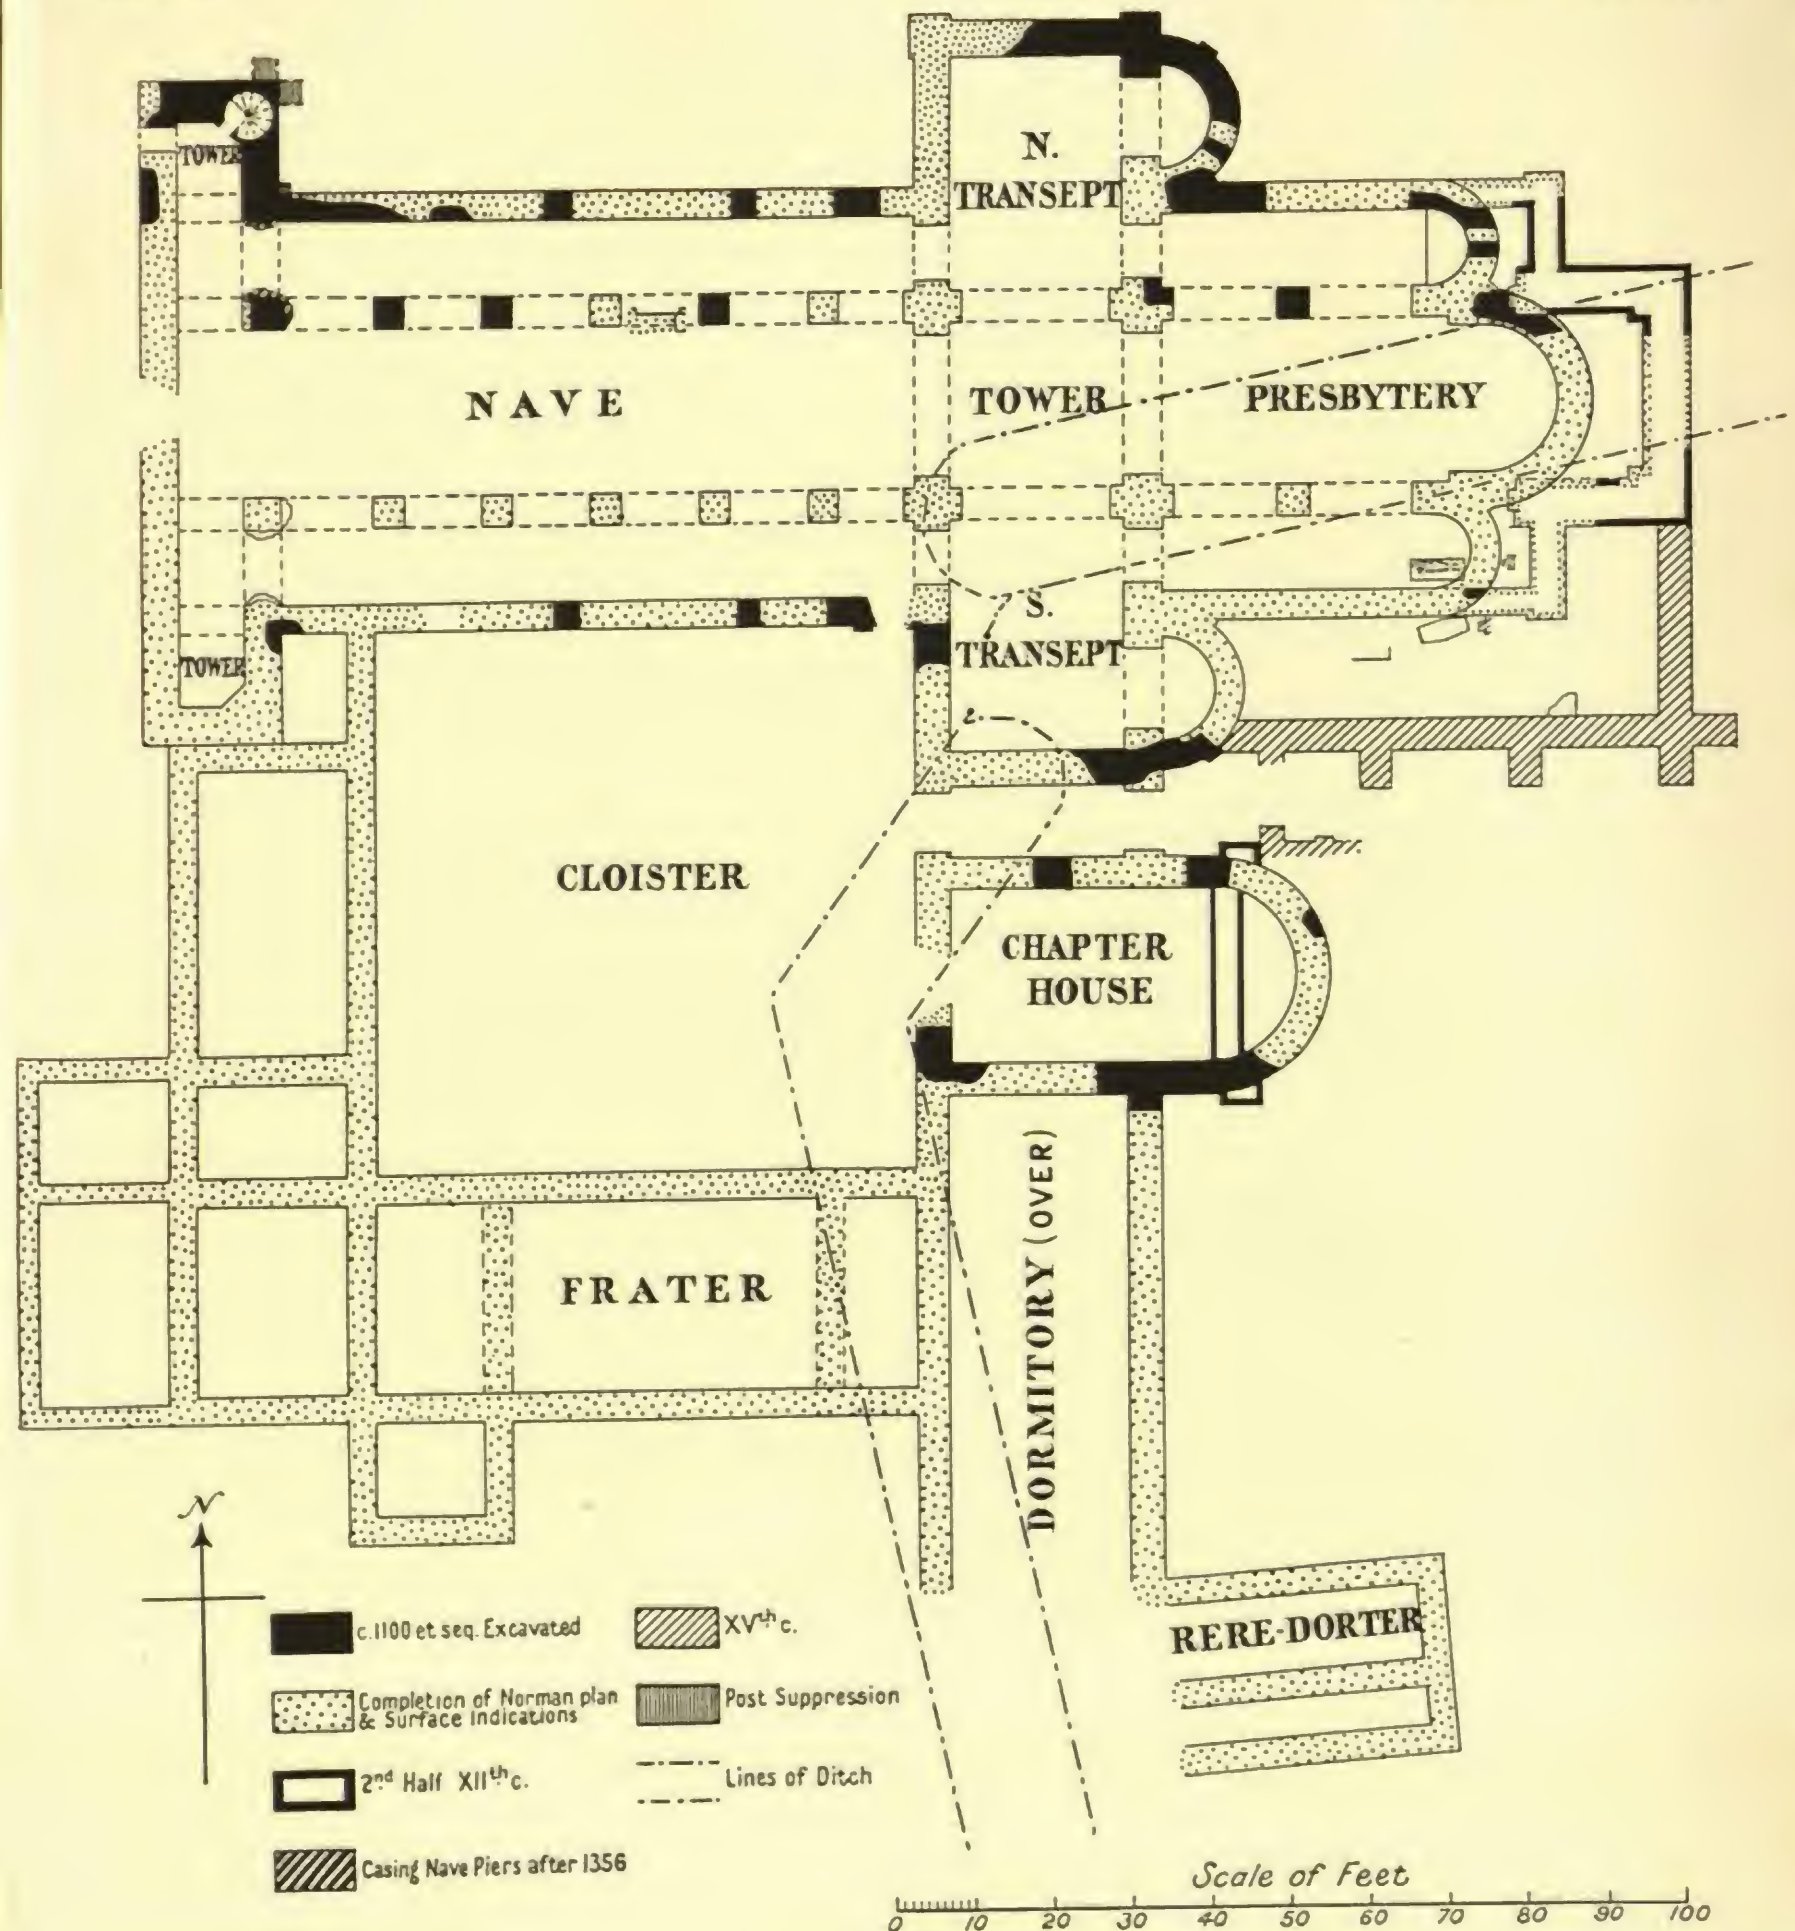 TOWER
N.
TRANSEPT
NAVE
TOWER
PRESBYTERY
S.
TRANSEPT
TOWER
CLOISTER
CHAPTER
HOUSE
FRATER
DORMITORY (OVER)
RERE-DORTER
N
c.1100 et seq. Excavated
Completion of Norman plan
& Surface Indications
2nd Half XIIth c.
Casing Nave Piers after 1356
XVth c.
Post Suppression
Lines of Ditch
Scale of Feet
0 10 20 30 40 50 60 70 80 90 100